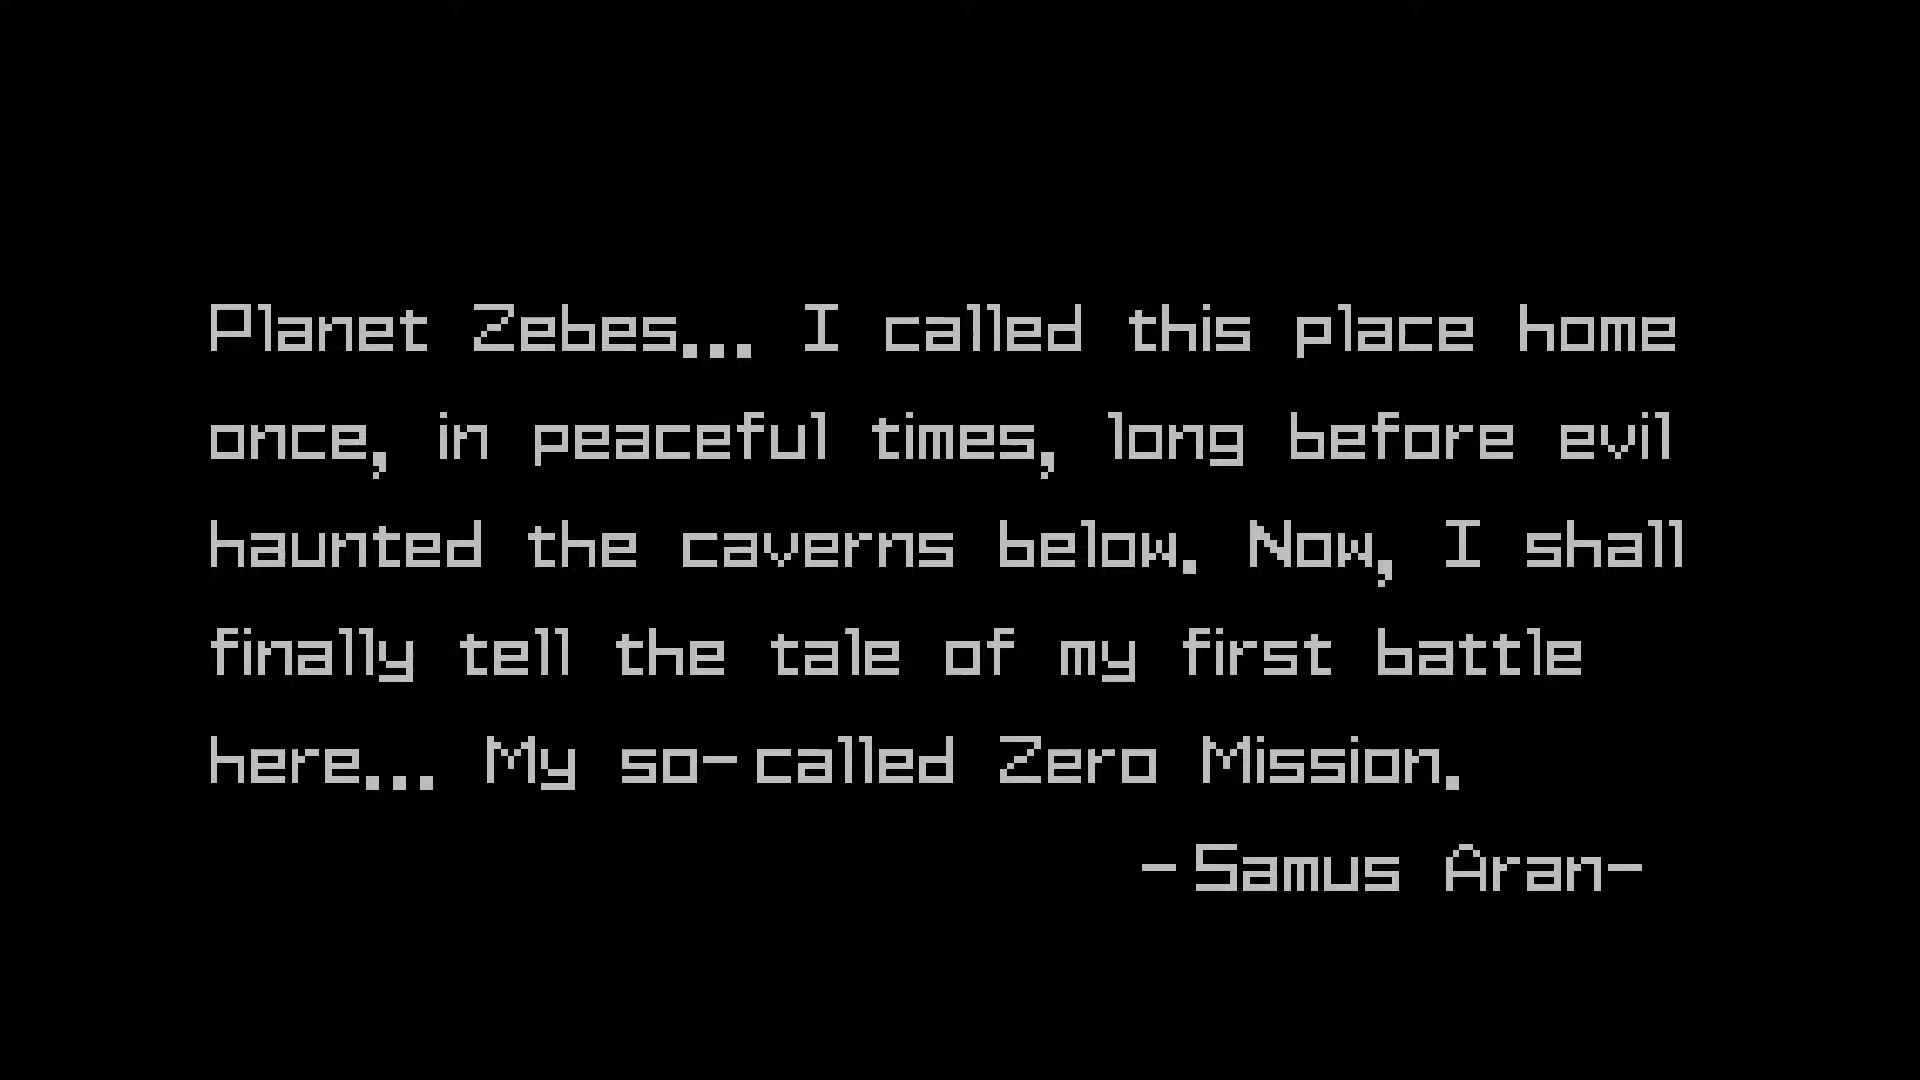 Planet Zebes... I called this place home
once, in peaceful times, long before evil
haunted the caverns below. Now, I shall
finally tell the tale of my first battle
here... My so-called Zero Mission.
-Samus Aran-